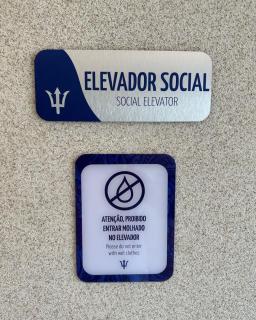 ELEVADOR SOCIAL
SOCIAL ELEVATOR
ATENÇÃO, PROIBIDO
ENTRAR MOLHADO
NO ELEVADOR
Please do not enter
with wet clothes